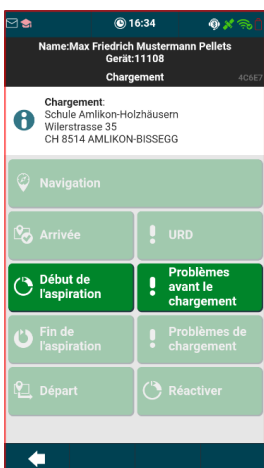 16:34
Name:Max Friedrich Mustermann Pellets
Gerät:11108
Chargement
4C6E7
Chargement:
Schule Amlikon-Holzhäusern
Wilerstrasse 35
CH 8514 AMLIKON-BISSEGG
Navigation
Arrivée
URD
Début de
l'aspiration
Problèmes
avant le
chargement
Fin de
l'aspiration
Problèmes de
chargement
Départ
Réactiver